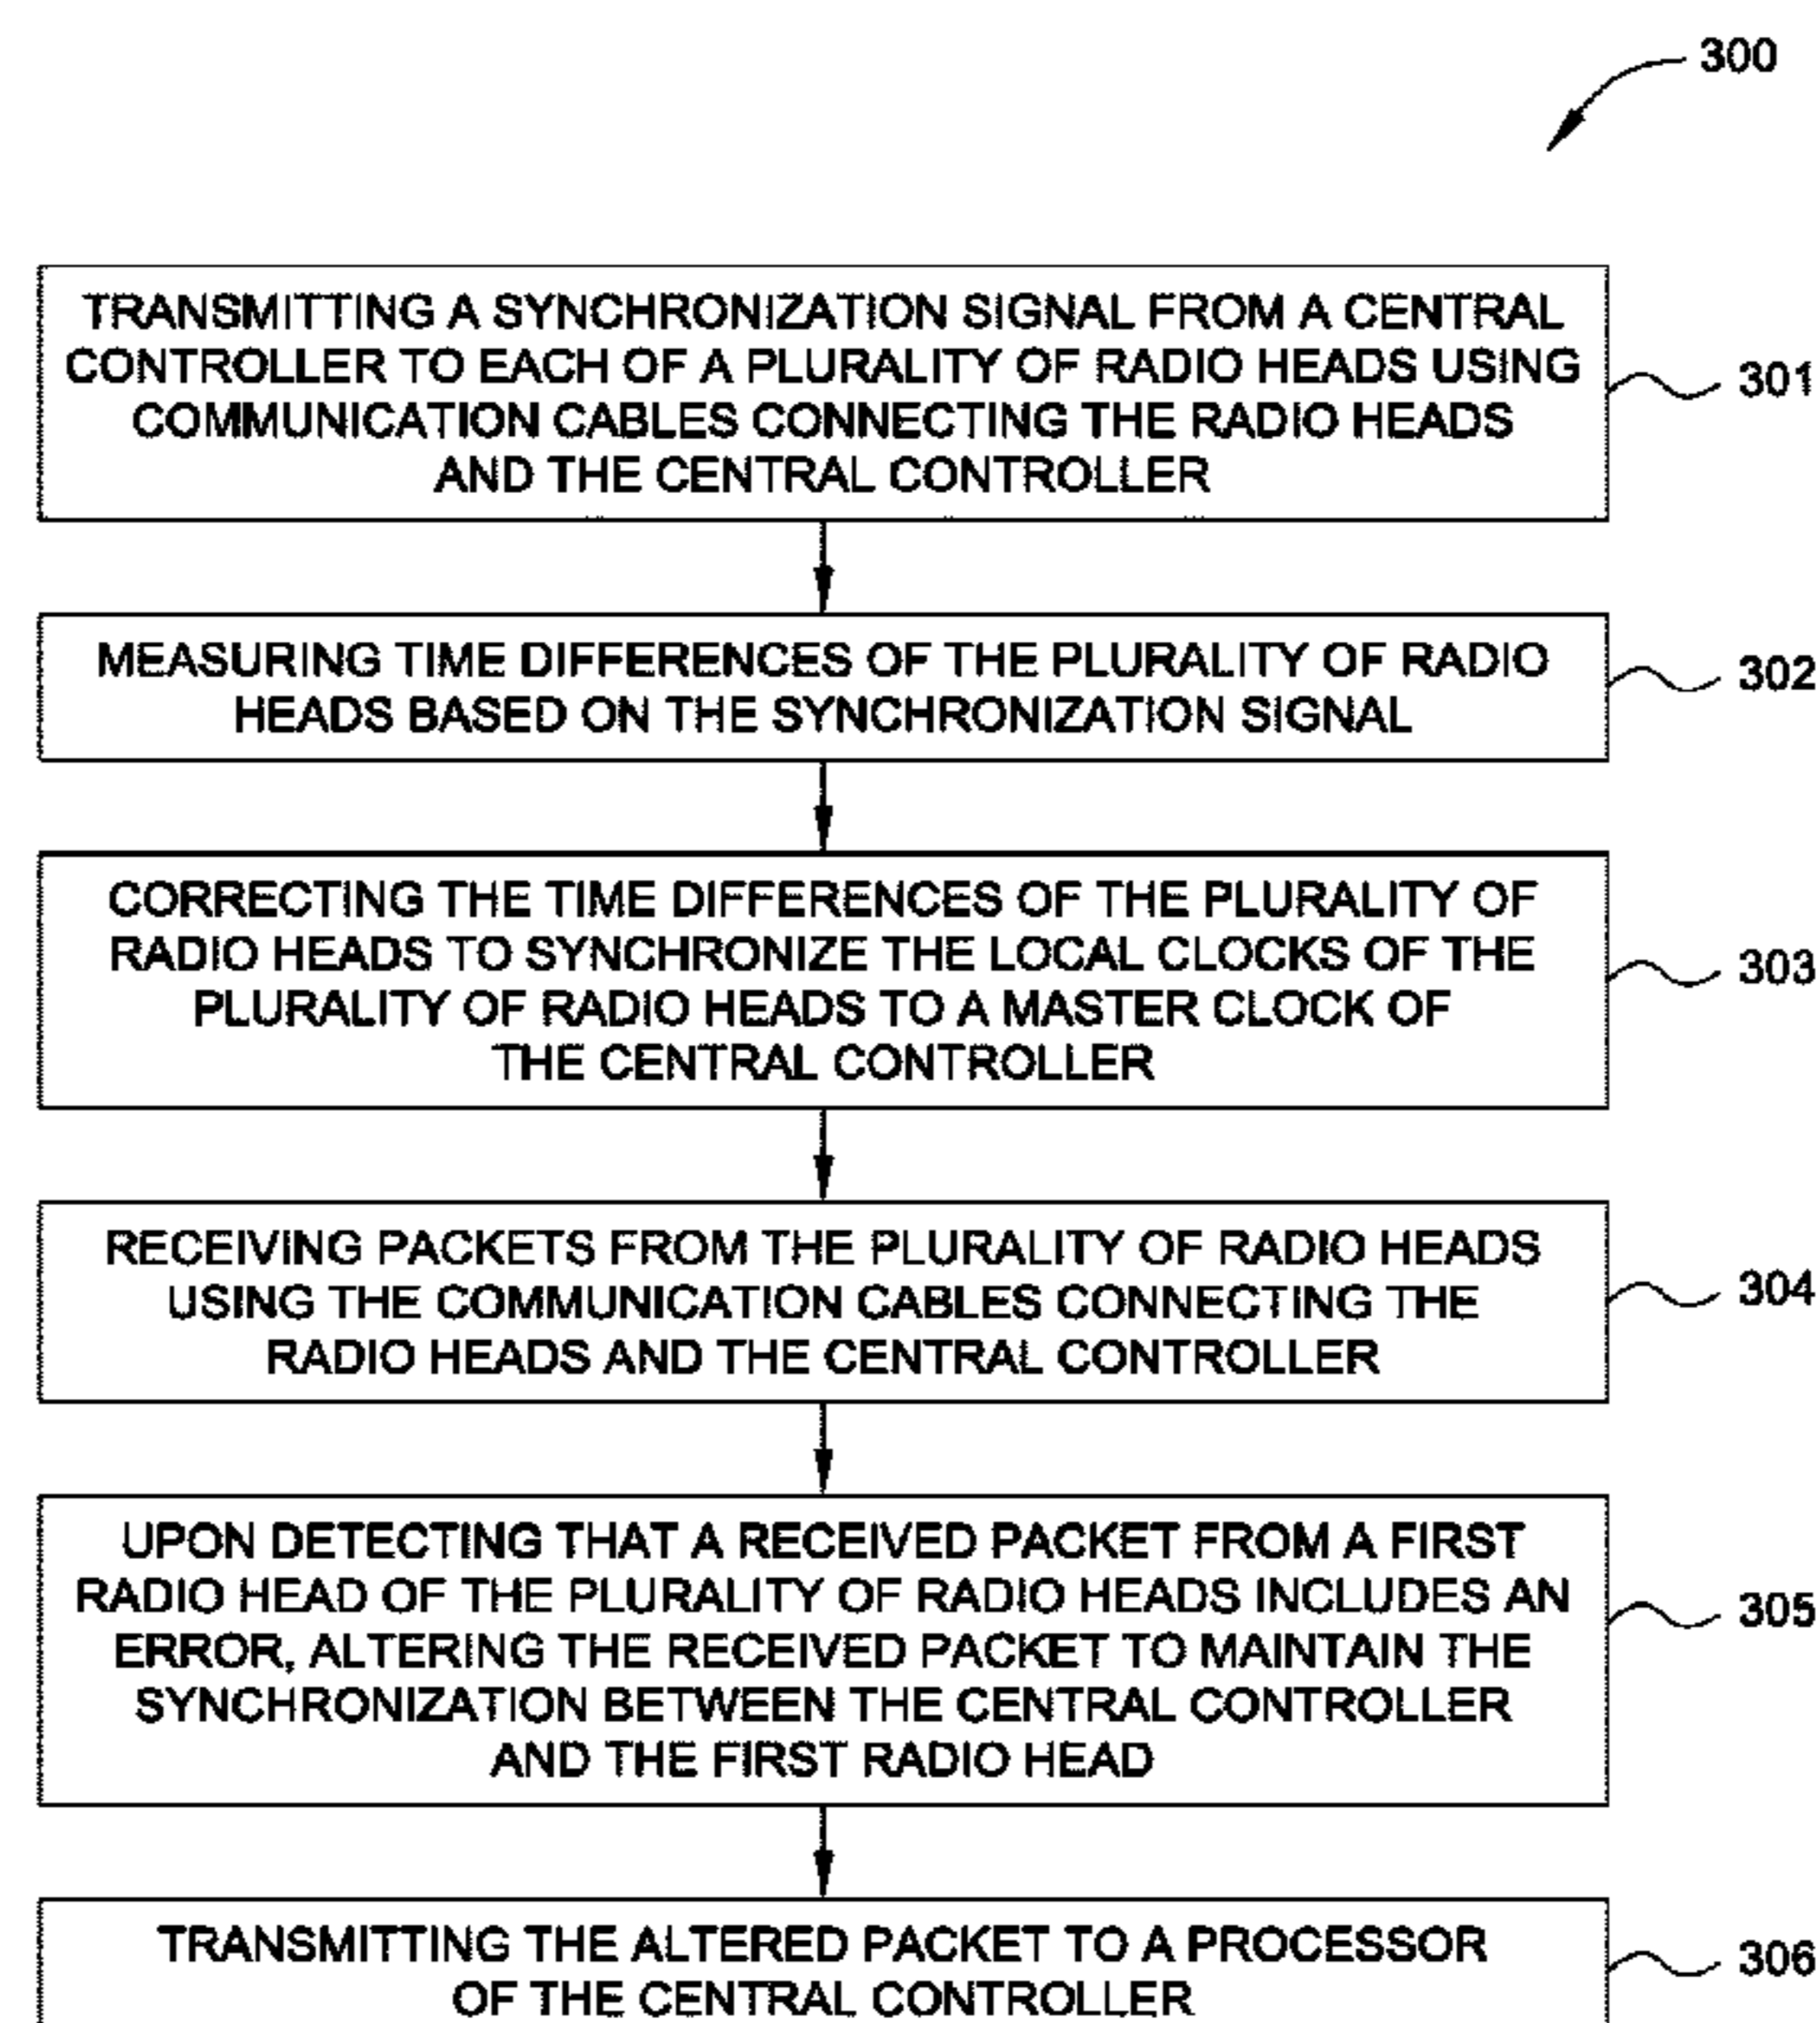 300
TRANSMITTING A SYNCHRONIZATION SIGNAL FROM A CENTRAL
CONTROLLER TO EACH OF A PLURALITY OF RADIO HEADS USING
COMMUNICATION CABLES CONNECTING THE RADIO HEADS
AND THE CENTRAL CONTROLLER
301
MEASURING TIME DIFFERENCES OF THE PLURALITY OF RADIO
HEADS BASED ON THE SYNCHRONIZATION SIGNAL
302
CORRECTING THE TIME DIFFERENCES OF THE PLURALITY OF
RADIO HEADS TO SYNCHRONIZE THE LOCAL CLOCKS OF THE
PLURALITY OF RADIO HEADS TO A MASTER CLOCK OF
THE CENTRAL CONTROLLER
303
RECEIVING PACKETS FROM THE PLURALITY OF RADIO HEADS
USING THE COMMUNICATION CABLES CONNECTING THE
RADIO HEADS AND THE CENTRAL CONTROLLER
304
UPON DETECTING THAT A RECEIVED PACKET FROM A FIRST
RADIO HEAD OF THE PLURALITY OF RADIO HEADS INCLUDES AN
ERROR, ALTERING THE RECEIVED PACKET TO MAINTAIN THE
SYNCHRONIZATION BETWEEN THE CENTRAL CONTROLLER
AND THE FIRST RADIO HEAD
305
TRANSMITTING THE ALTERED PACKET TO A PROCESSOR
OF THE CENTRAL CONTROLLER
306